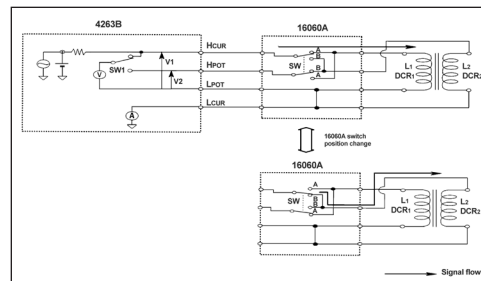 4263B
16060A
HCUR
HPOT
LPOT
LCUR
SW1
V
V1
V2
A
SW
A
B
B
A
L1
DCR1
L2
DCR2
16060A switch
position change
16060A
SW
A
B
B
A
L1
DCR1
L2
DCR2
Signal flow